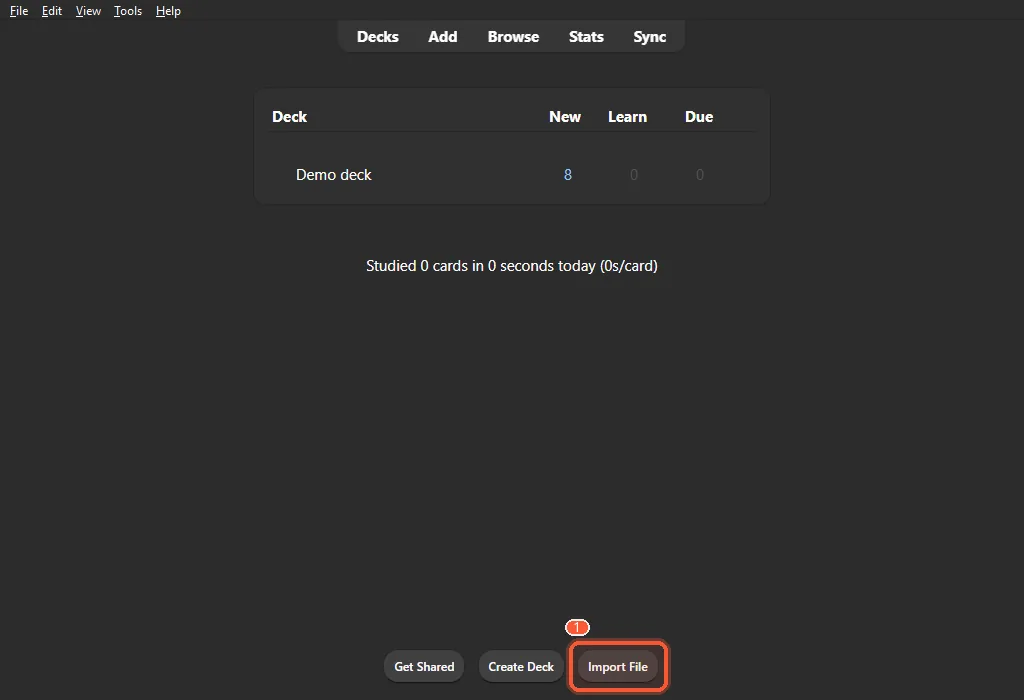 File Edit View Tools Help
Decks Add Browse Stats Sync
Deck New Learn Due
Demo deck 8 0 0
Studied 0 cards in 0 seconds today (0s/card)
1
Get Shared Create Deck Import File